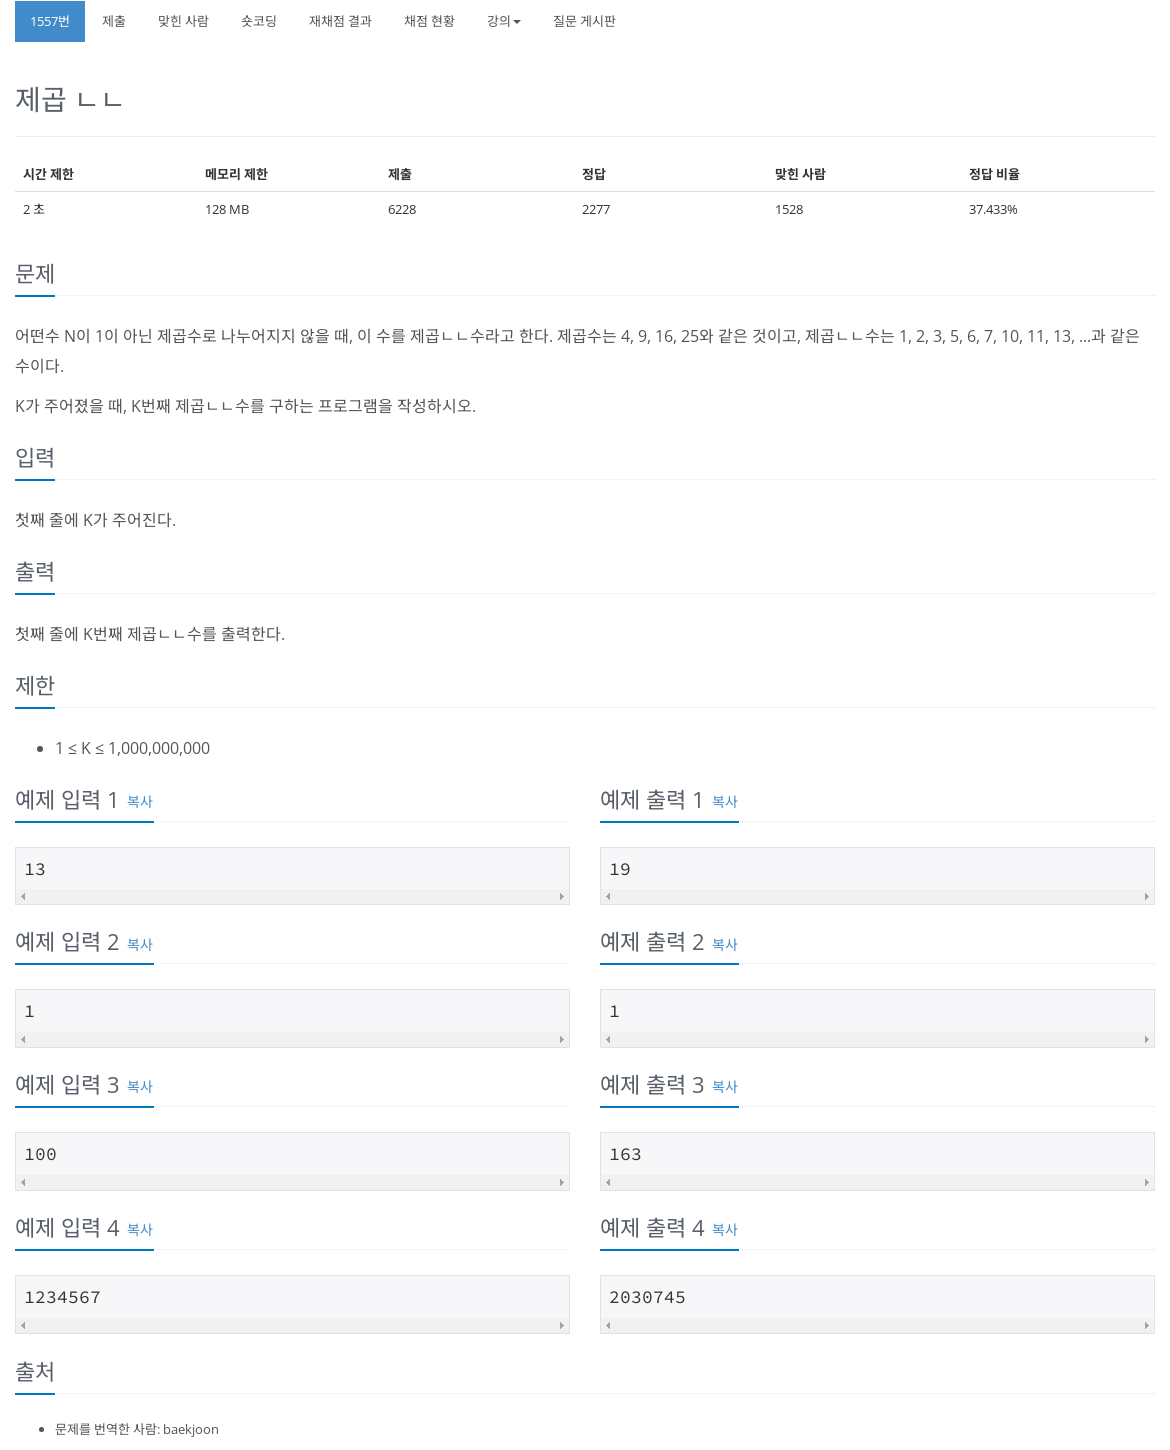 1557번 제출 맞힌 사람 숏코딩 재채점 결과 채점 현황 강의 질문 게시판
제곱 ㄴㄴ
시간 제한 메모리 제한 제출 정답 맞힌 사람 정답 비율
2 초 128 MB 6228 2277 1528 37.433%
문제
어떤수 N이 1이 아닌 제곱수로 나누어지지 않을 때, 이 수를 제곱ㄴㄴ수라고 한다. 제곱수는 4, 9, 16, 25와 같은 것이고, 제곱ㄴㄴ수는 1, 2, 3, 5, 6, 7, 10, 11, 13, ...과 같은
수이다.
K가 주어졌을 때, K번째 제곱ㄴㄴ수를 구하는 프로그램을 작성하시오.
입력
첫째 줄에 K가 주어진다.
출력
첫째 줄에 K번째 제곱ㄴㄴ수를 출력한다.
제한
• 1 ≤ K ≤ 1,000,000,000
예제 입력 1 복사 예제 출력 1 복사
13 19
예제 입력 2 복사 예제 출력 2 복사
1 1
예제 입력 3 복사 예제 출력 3 복사
100 163
예제 입력 4 복사 예제 출력 4 복사
1234567 2030745
출처
• 문제를 번역한 사람: baekjoon